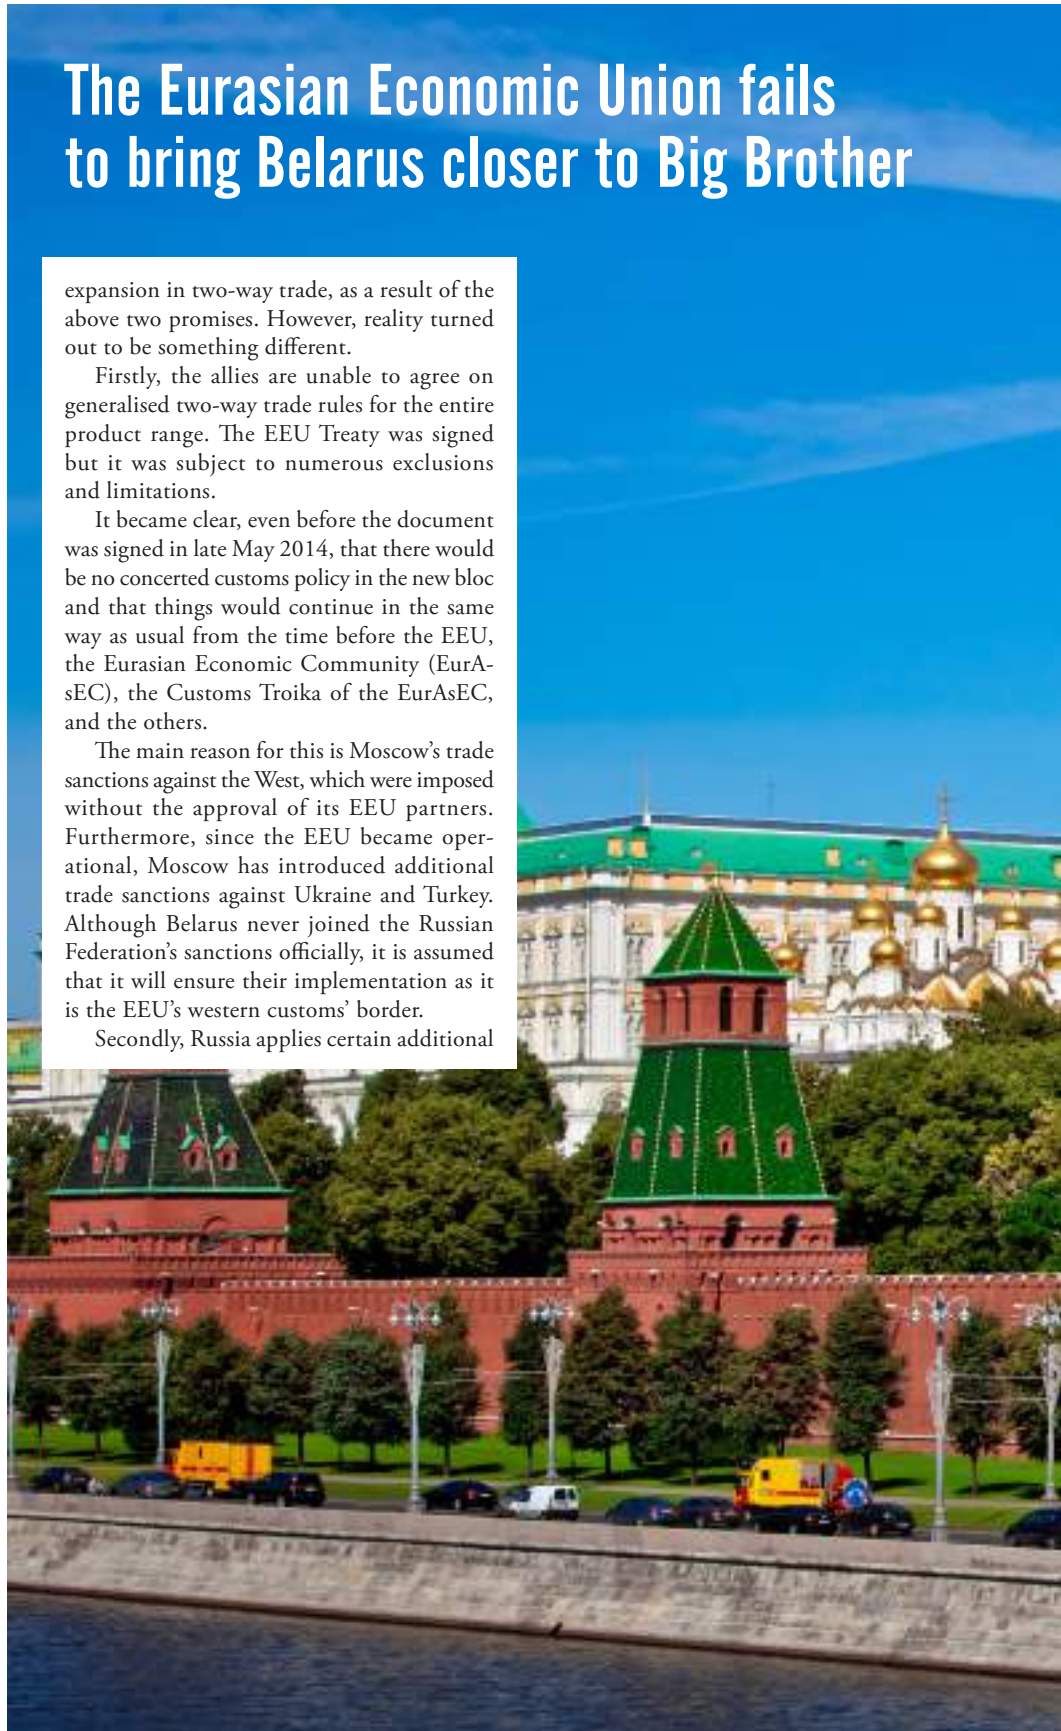 The Eurasian Economic Union fails
to bring Belarus closer to Big Brother
expansion in two-way trade, as a result of the
above two promises. However, reality turned
out to be something different.
Firstly, the allies are unable to agree on
generalised two-way trade rules for the entire
product range. The EEU Treaty was signed
but it was subject to numerous exclusions
and limitations.
It became clear, even before the document
was signed in late May 2014, that there would
be no concerted customs policy in the new bloc
and that things would continue in the same
way as usual from the time before the EEU,
the Eurasian Economic Community (EurA-
sEC), the Customs Troika of the EurAsEC,
and the others.
The main reason for this is Moscow’s trade
sanctions against the West, which were imposed
without the approval of its EEU partners.
Furthermore, since the EEU became oper-
ational, Moscow has introduced additional
trade sanctions against Ukraine and Turkey.
Although Belarus never joined the Russian
Federation’s sanctions officially, it is assumed
that it will ensure their implementation as it
is the EEU’s western customs’ border.
Secondly, Russia applies certain additional